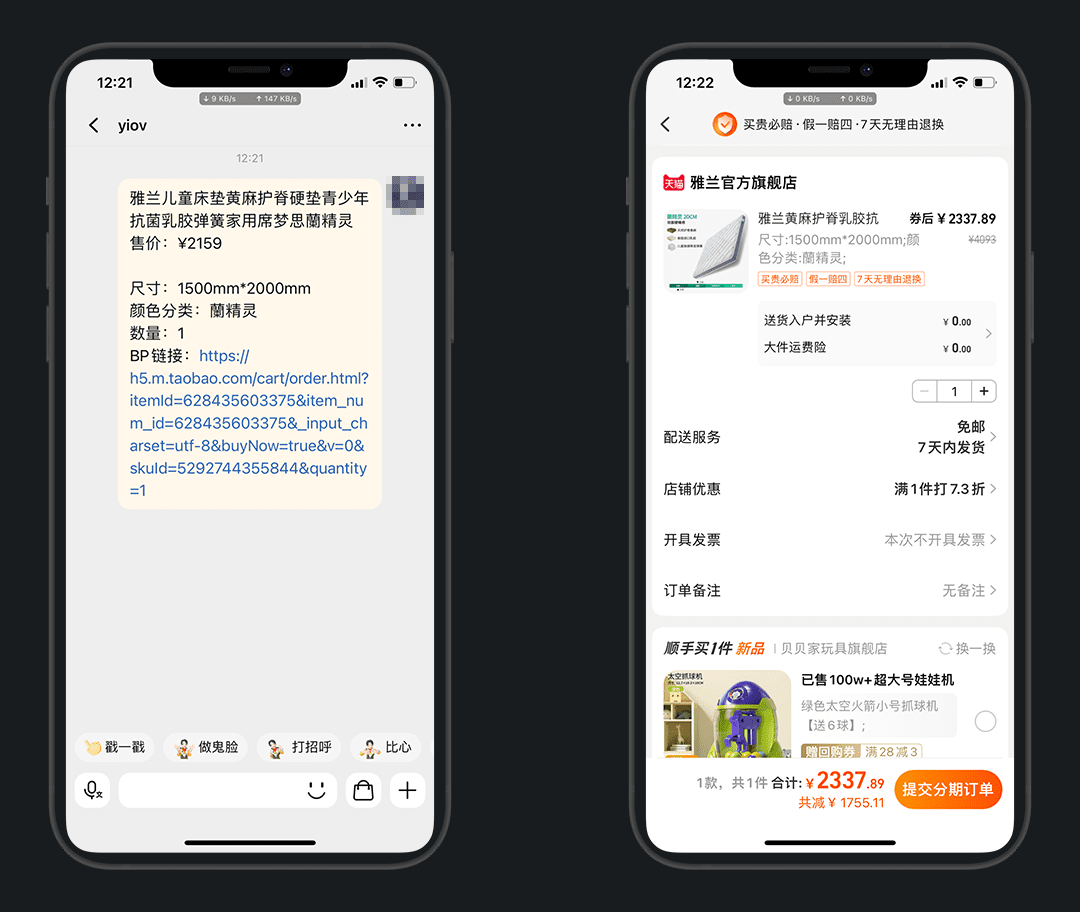 12:21
↓ 9 KB/s ↑ 147 KB/s
yiov
12:21
雅兰儿童床垫黄麻护脊硬垫青少年
抗菌乳胶弹簧家用席梦思蘭精灵
售价：¥2159
尺寸：1500mm*2000mm
颜色分类：蘭精灵
数量：1
BP链接：https://
h5.m.taobao.com/cart/order.html?
itemId=628435603375&item_nu
m_id=628435603375&_input_ch
arset=utf-8&buyNow=true&v=0&
skuId=5292744355844&quantity
=1
戳一戳 做鬼脸 打招呼 比心
12:22
↓ 0 KB/s ↑ 0 KB/s
买贵必赔 · 假一赔四 · 7天无理由退换
天猫 雅兰官方旗舰店
雅兰黄麻护脊乳胶抗 券后 ¥ 2337.89
尺寸:1500mm*2000mm;颜 ¥4093
色分类:蘭精灵;
买贵必赔 假一赔四 7天无理由退换
送货入户并安装 ¥ 0.00
大件运费险 ¥ 0.00
1
配送服务 免邮
7天内发货
店铺优惠 满1件打7.3折
开具发票 本次不开具发票
订单备注 无备注
顺手买1件 新品 | 贝贝家玩具旗舰店 换一换
太空抓球机
已售100w+超大号娃娃机
绿色太空火箭小号抓球机
【送6球】;
赠回购券 满28减3
1款，共1件 合计: ¥ 2337.89
共减 ¥ 1755.11
提交分期订单